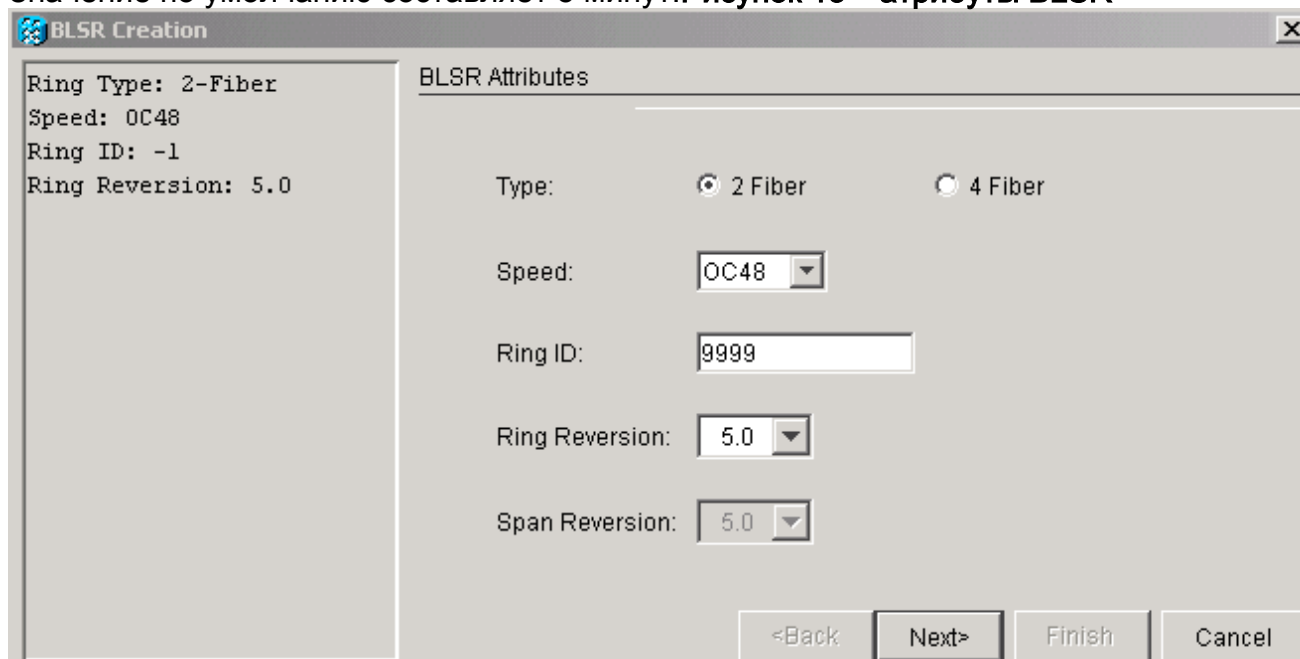 BLSR Creation
Ring Type: 2-Fiber
Speed: OC48
Ring ID: -1
Ring Reversion: 5.0
BLSR Attributes
Type: 2 Fiber 4 Fiber
Speed: OC48
Ring ID: 9999
Ring Reversion: 5.0
Span Reversion: 5.0
<Back Next> Finish Cancel